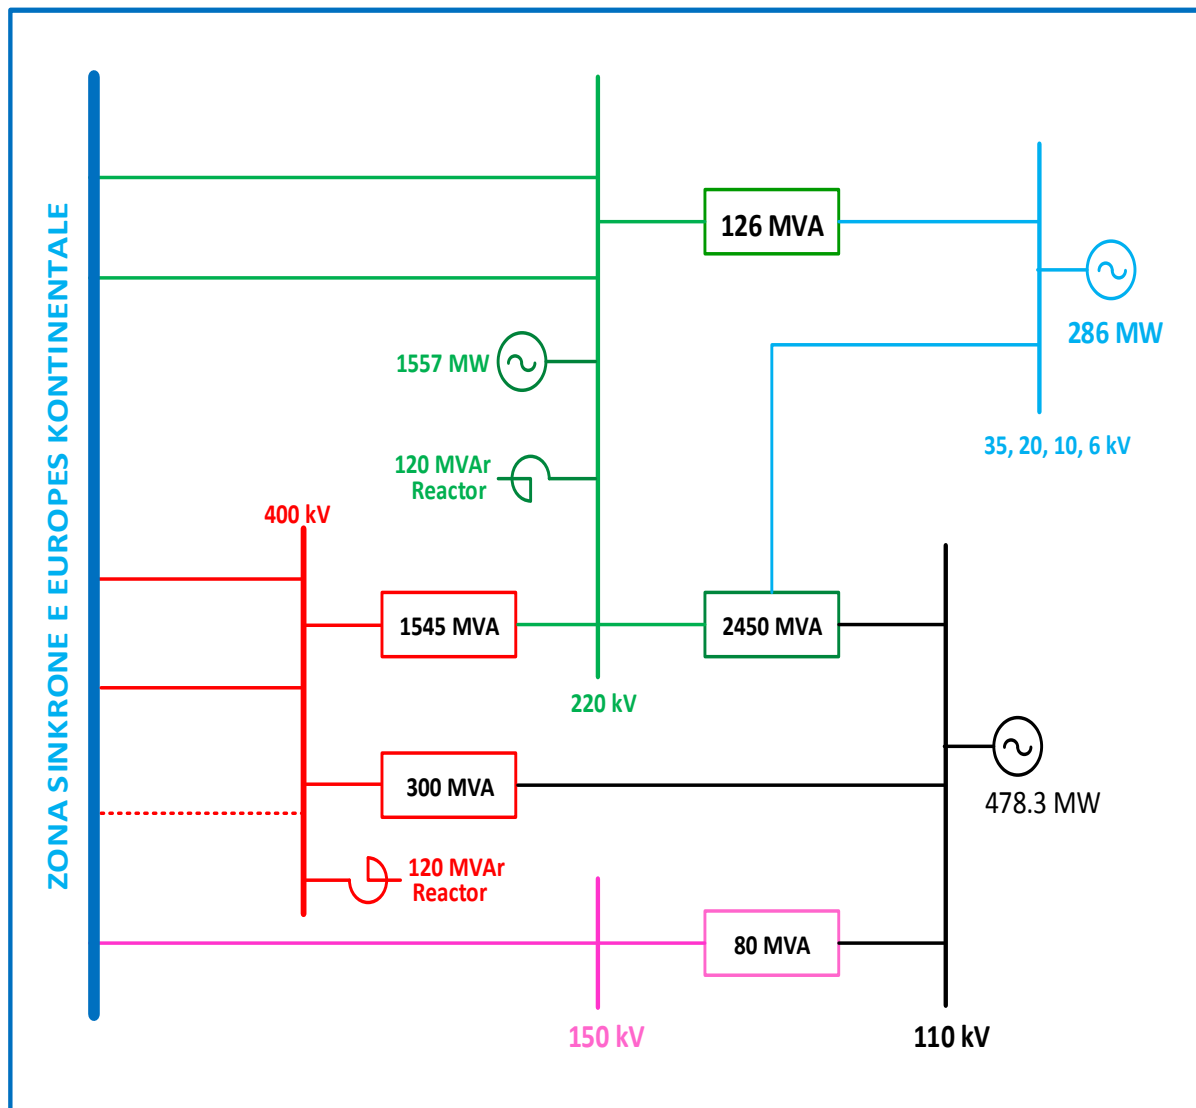 ZONA SINKRONE E EUROPES KONTINENTALE
126 MVA
286 MW
1557 MW
35, 20, 10, 6 kV
120 MVAr
Reactor
400 kV
1545 MVA
2450 MVA
220 kV
300 MVA
478.3 MW
120 MVAr
Reactor
80 MVA
150 kV
110 kV